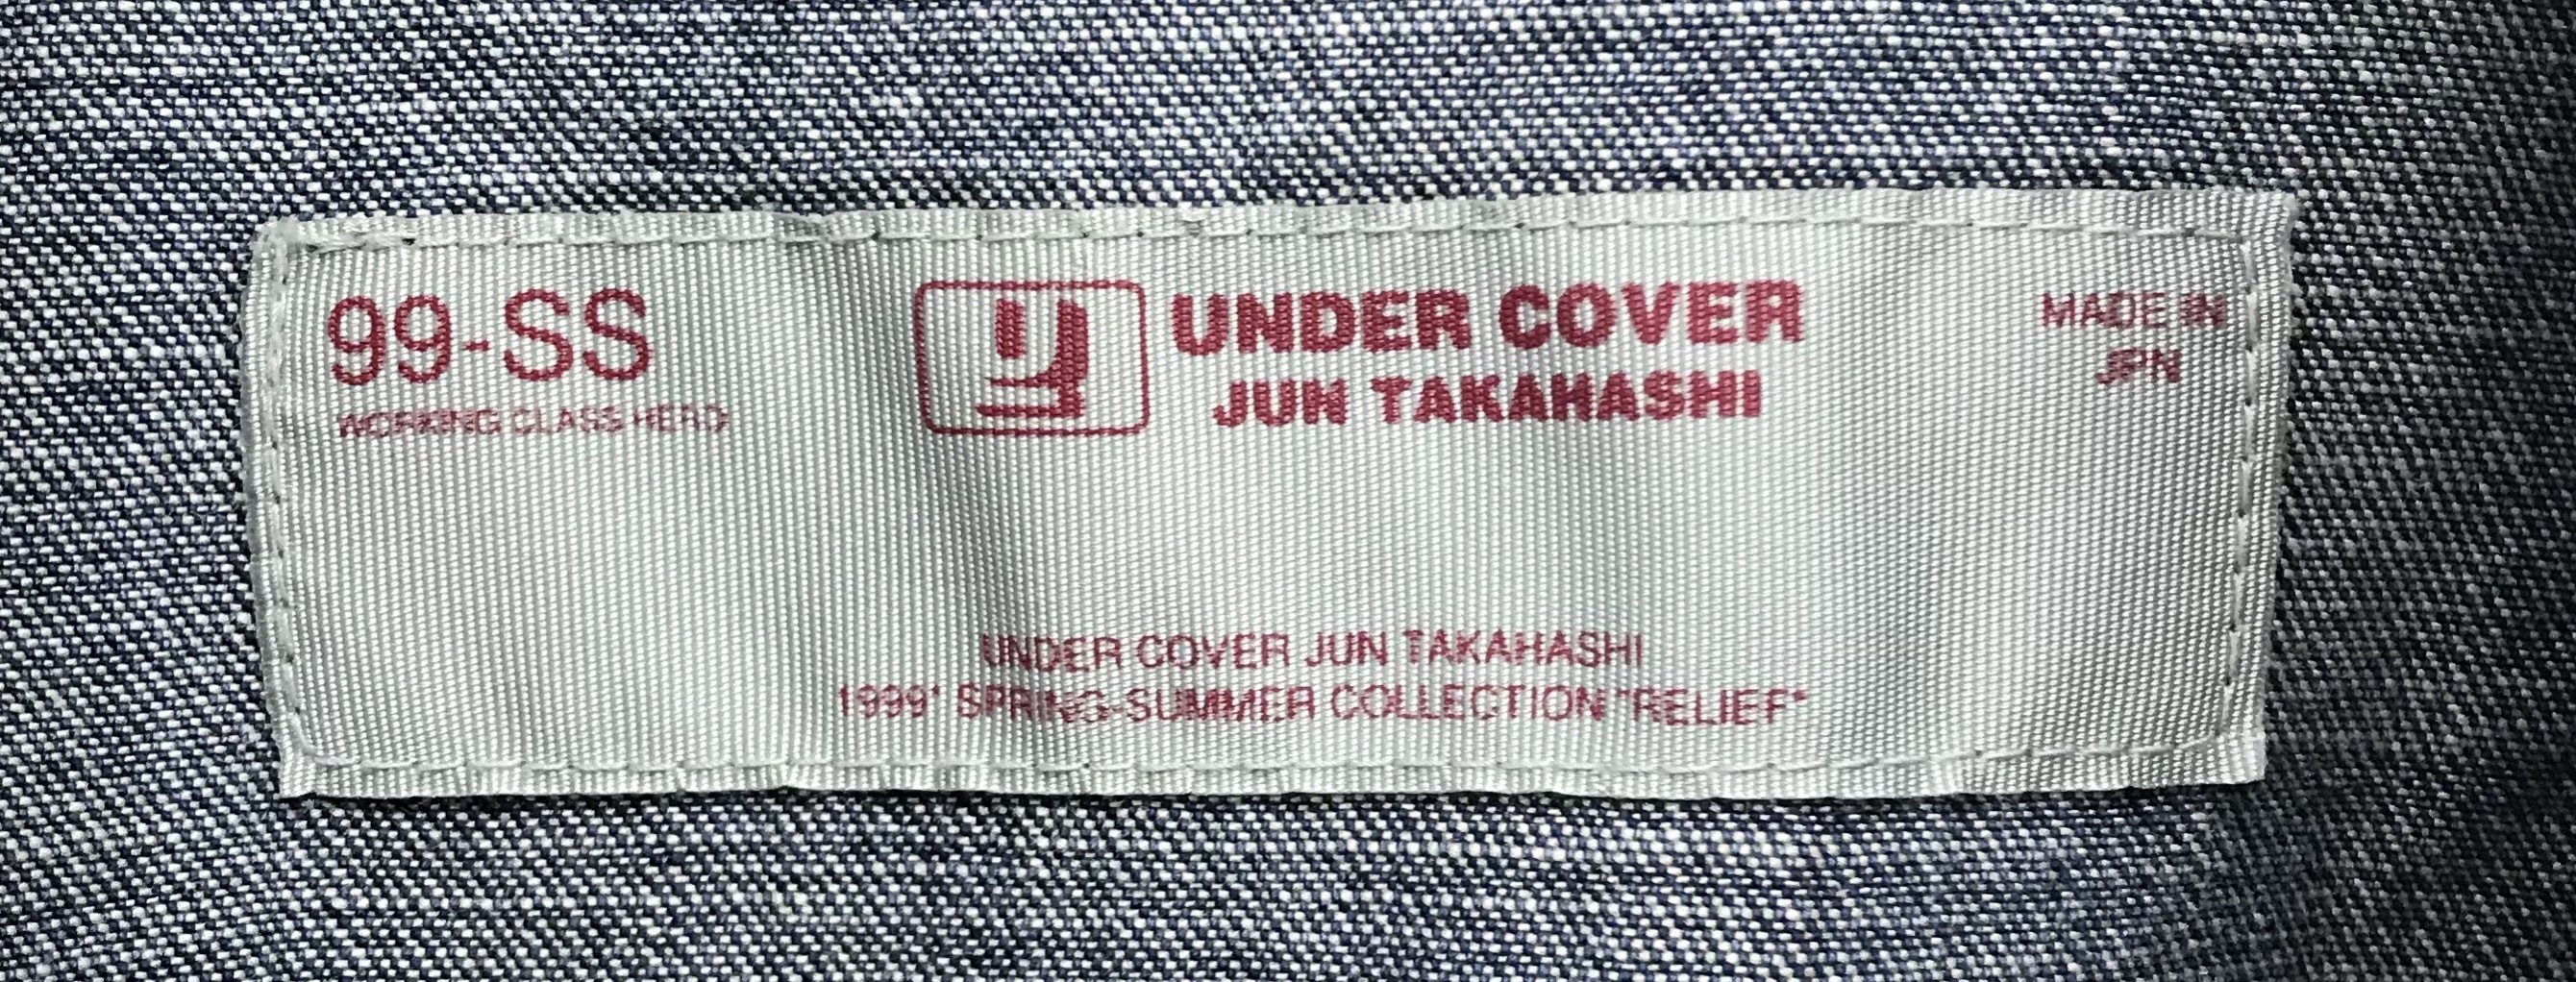 99-SS
WORKING CLASS HERO
UNDER COVER
JUN TAKAHASHI
MADE IN
JPN
UNDER COVER JUN TAKAHASHI
1999' SPRING-SUMMER COLLECTION "RELIEF"